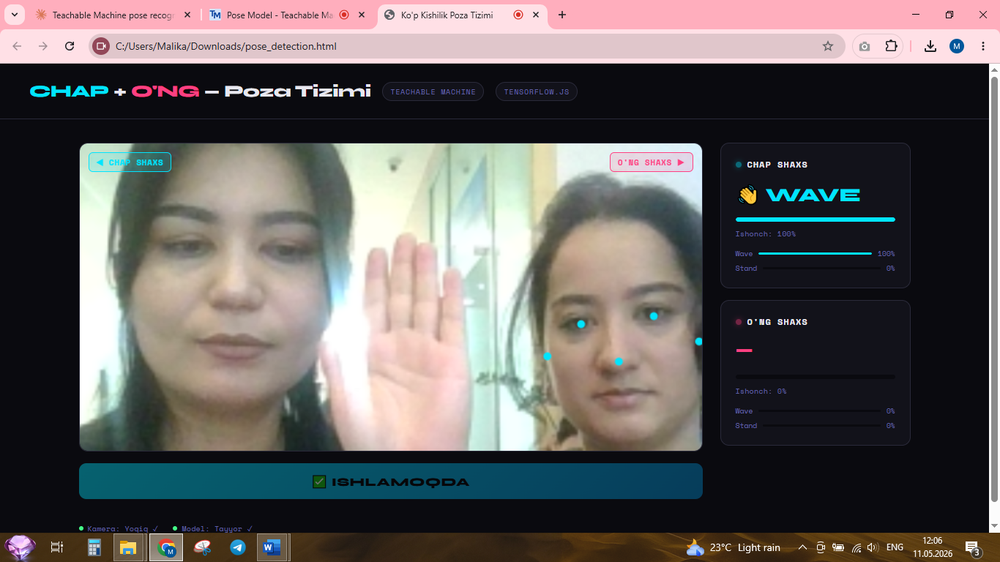 Teachable Machine pose recogn
Pose Model - Teachable Ma
Ko'p Kishilik Poza Tizimi
C:/Users/Malika/Downloads/pose_detection.html
M
CHAP + O'NG — Poza Tizimi
TEACHABLE MACHINE
TENSORFLOW.JS
◀ CHAP SHAXS
O'NG SHAXS ▶
CHAP SHAXS
👋 WAVE
Ishonch: 100%
Wave 100%
Stand 0%
O'NG SHAXS
—
Ishonch: 0%
Wave 0%
Stand 0%
✅ ISHLAMOQDA
Kamera: Yoqiq ✓
Model: Tayyor ✓
23°C Light rain
ENG
12:06
11.05.2026
3